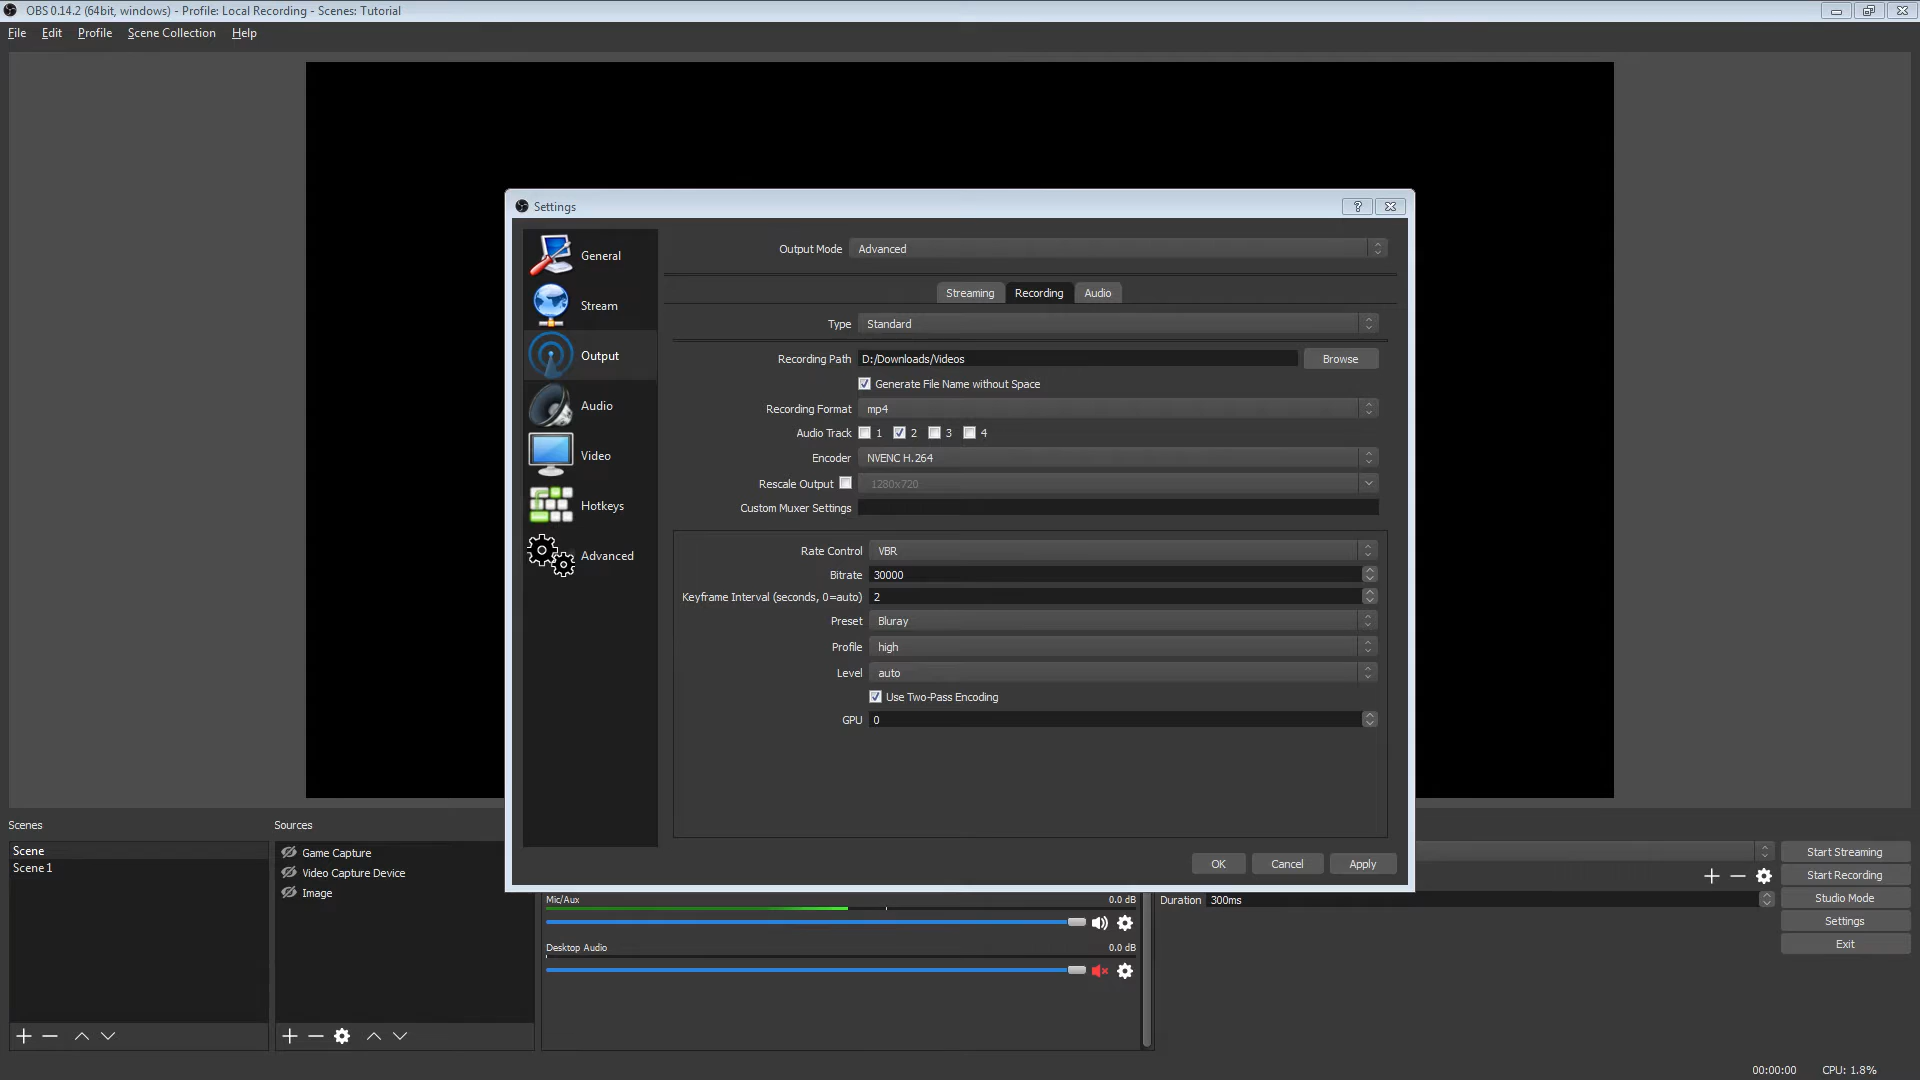 OBS 0.14.2 (64bit, windows) - Profile: Local Recording - Scenes: Tutorial
File Edit Profile Scene Collection Help
Settings
?
General
Stream
Output
Audio
Video
Hotkeys
Advanced
Output Mode Advanced
Streaming Recording Audio
Type Standard
Recording Path D:/Downloads/Videos Browse
Generate File Name without Space
Recording Format mp4
Audio Track 1 2 3 4
Encoder NVENC H.264
Rescale Output 1280x720
Custom Muxer Settings
Rate Control VBR
Bitrate 30000
Keyframe Interval (seconds, 0=auto) 2
Preset Bluray
Profile high
Level auto
Use Two-Pass Encoding
GPU 0
OK Cancel Apply
Scenes
Scene
Scene 1
Sources
Game Capture
Video Capture Device
Image
Mic/Aux 0.0 dB
Desktop Audio 0.0 dB
Duration 300ms
Start Streaming
Start Recording
Studio Mode
Settings
Exit
00:00:00 CPU: 1.8%